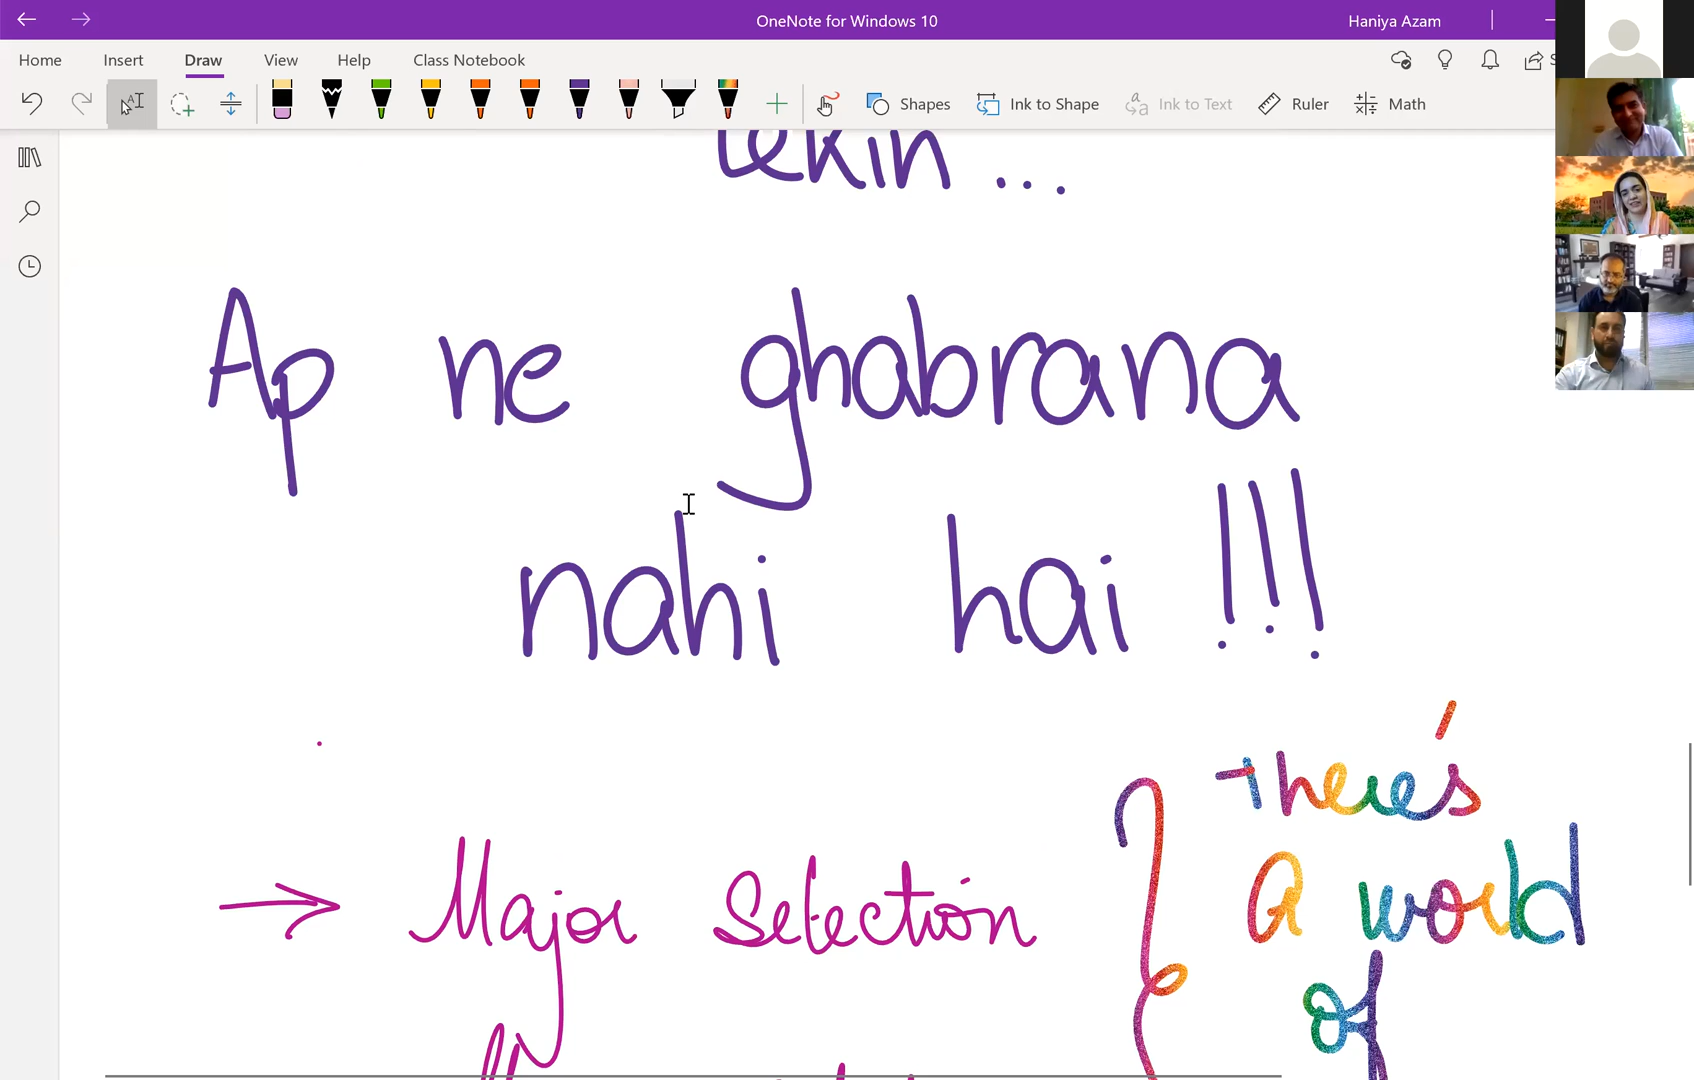 OneNote for Windows 10
Haniya Azam
Home Insert Draw View Help Class Notebook
Shapes Ink to Shape Ink to Text Ruler Math
lekin ...
Ap ne ghabrana
nahi hai !!!
There's
→ Major Selection
a world
of